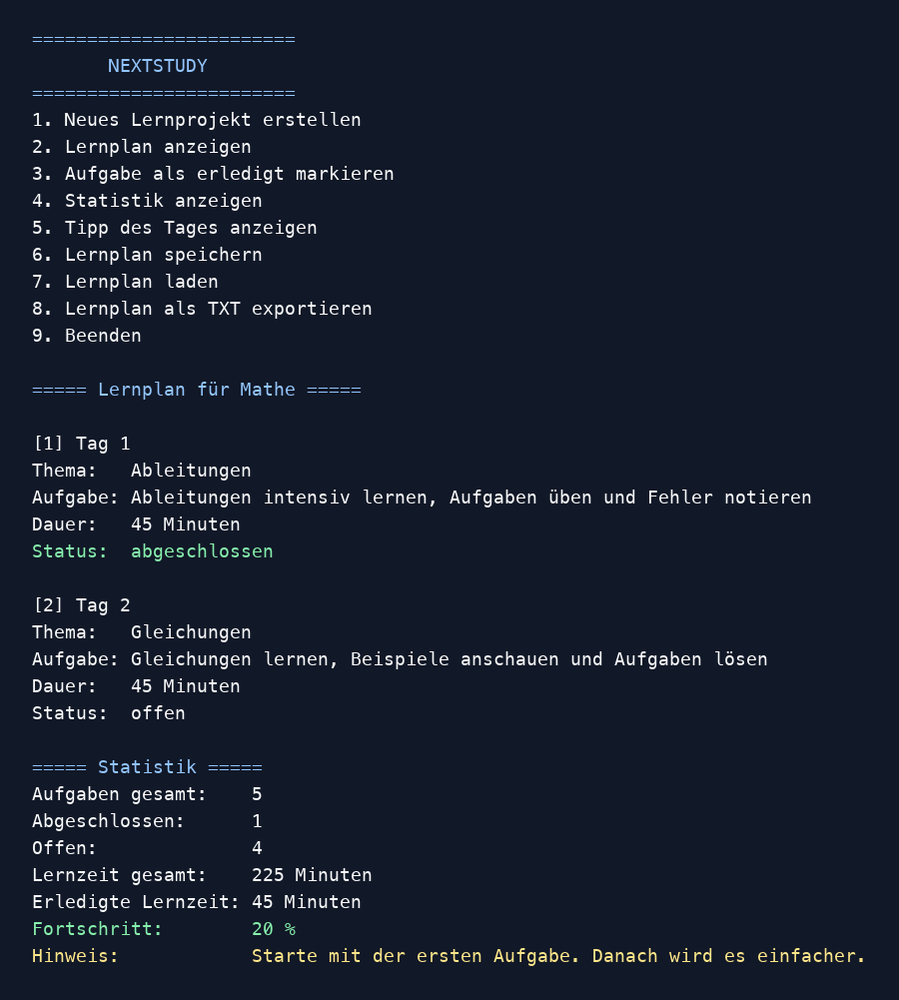 ========================
NEXTSTUDY
========================
1. Neues Lernprojekt erstellen
2. Lernplan anzeigen
3. Aufgabe als erledigt markieren
4. Statistik anzeigen
5. Tipp des Tages anzeigen
6. Lernplan speichern
7. Lernplan laden
8. Lernplan als TXT exportieren
9. Beenden
===== Lernplan für Mathe =====
[1] Tag 1
Thema:   Ableitungen
Aufgabe: Ableitungen intensiv lernen, Aufgaben üben und Fehler notieren
Dauer:   45 Minuten
Status:  abgeschlossen
[2] Tag 2
Thema:   Gleichungen
Aufgabe: Gleichungen lernen, Beispiele anschauen und Aufgaben lösen
Dauer:   45 Minuten
Status:  offen
===== Statistik =====
Aufgaben gesamt:    5
Abgeschlossen:      1
Offen:              4
Lernzeit gesamt:    225 Minuten
Erledigte Lernzeit: 45 Minuten
Fortschritt:        20 %
Hinweis:            Starte mit der ersten Aufgabe. Danach wird es einfacher.